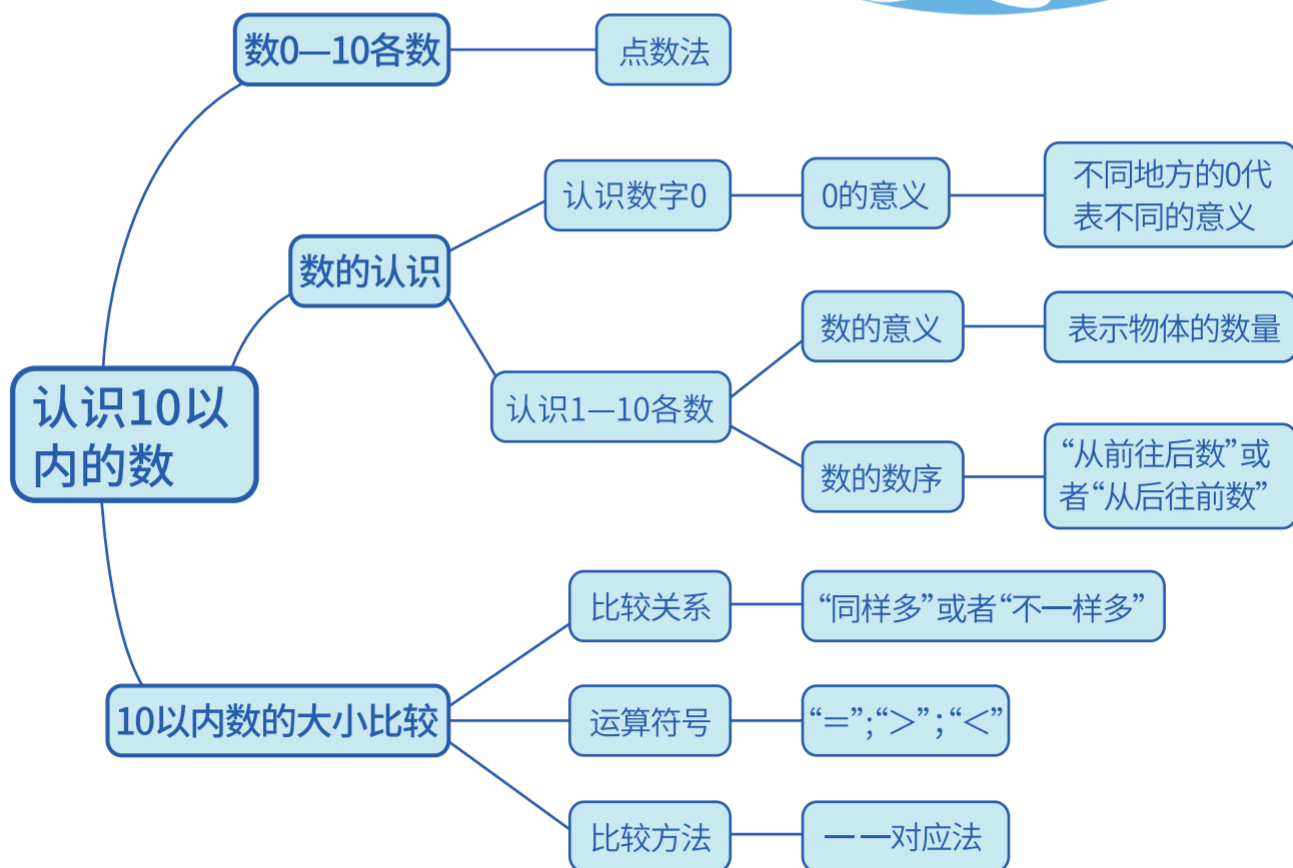 数0—10各数
点数法
认识数字0
0的意义
不同地方的0代
表不同的意义
数的认识
数的意义
表示物体的数量
认识1—10各数
认识10以
内的数
数的数序
“从前往后数”或
者“从后往前数”
比较关系
“同样多”或者“不一样多”
10以内数的大小比较
运算符号
“＝”;“＞”;“＜”
比较方法
一一对应法